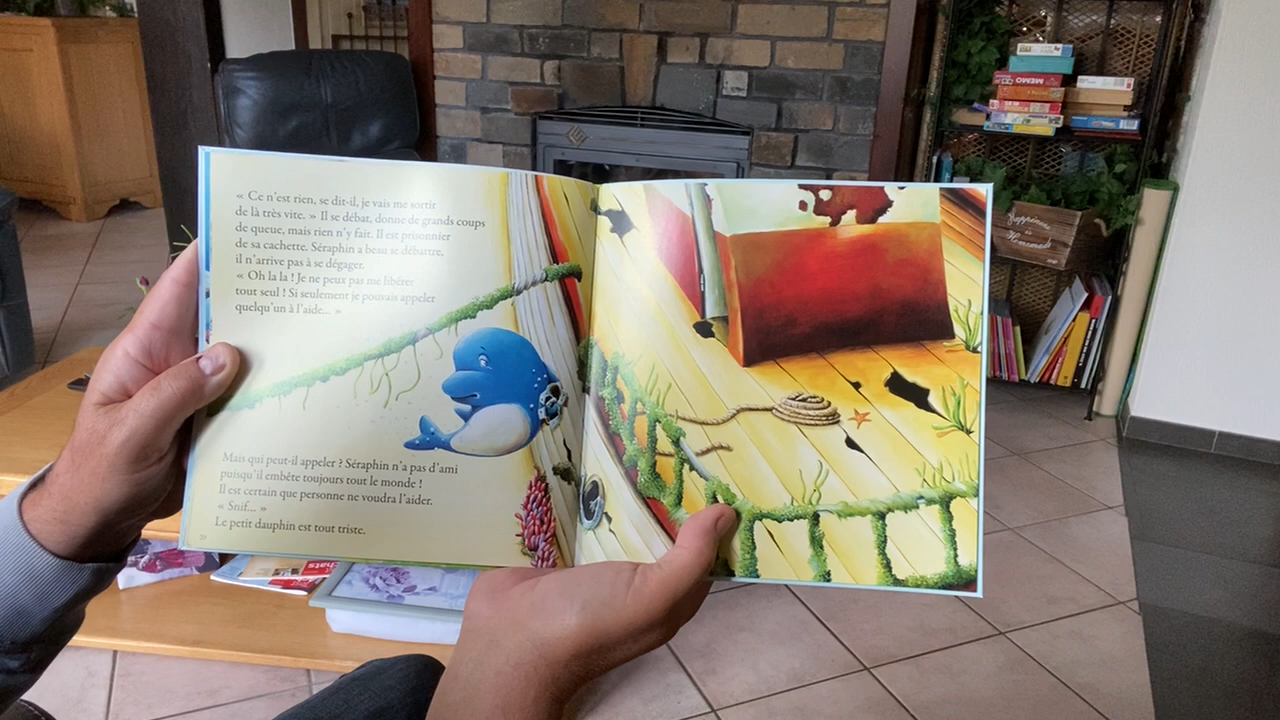 « Ce n'est rien, se dit-il, je vais me sortir
de là très vite. » Il se débat, donne de grands coups
de queue, mais rien n'y fait. Il est prisonnier
de sa cachette. Séraphin a beau se débattre,
il n'arrive pas à se dégager.
« Oh la la ! Je ne peux pas me libérer
tout seul ! Si seulement je pouvais appeler
quelqu'un à l'aide... »
Mais qui peut-il appeler ? Séraphin n'a pas d'ami
puisqu'il embête toujours tout le monde !
Il est certain que personne ne voudra l'aider.
« Snif... »
Le petit dauphin est tout triste.
MEMO
Happiness
is
Homemade